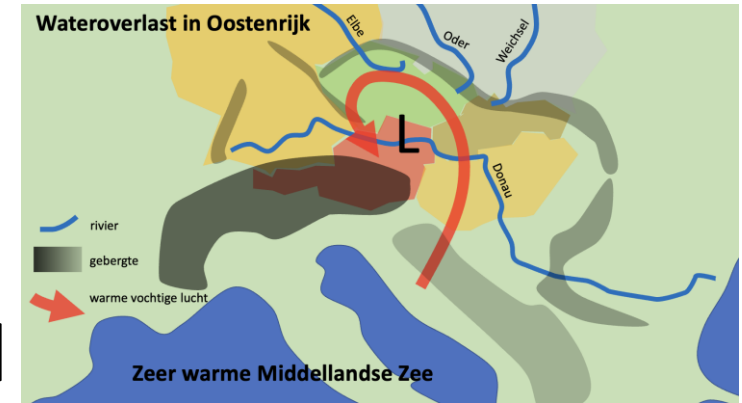 Wateroverlast in Oostenrijk
Elbe
Oder
Weichsel
L
Donau
rivier
gebergte
warme vochtige lucht
Zeer warme Middellandse Zee